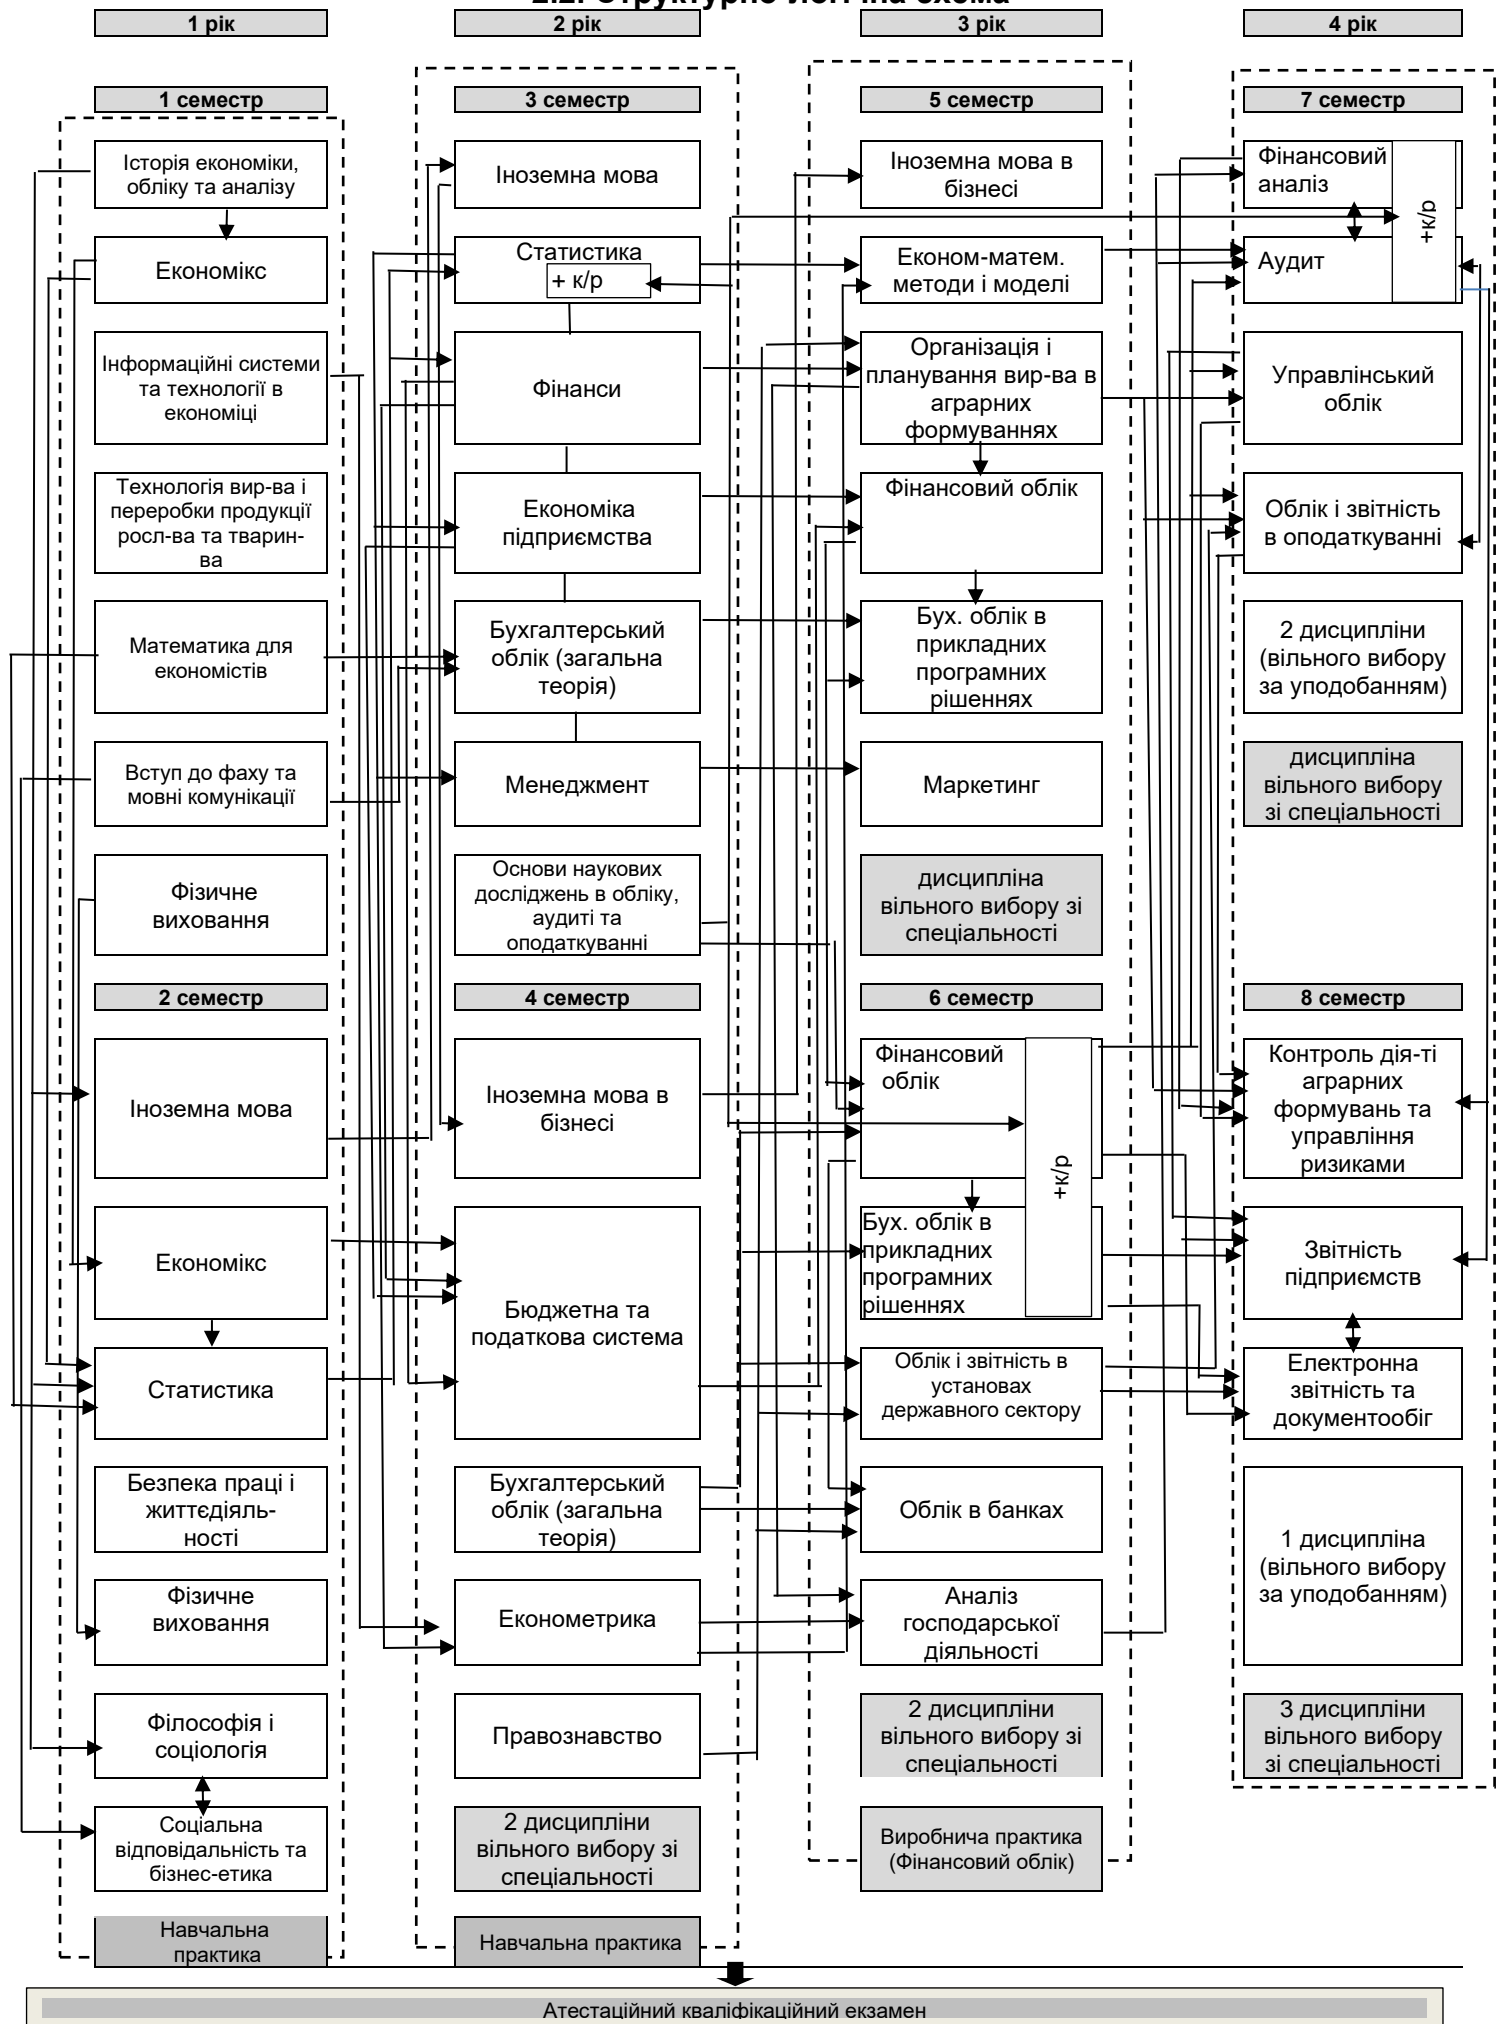 2.2. Структурно-логічна схема
1 рік
2 рік
3 рік
4 рік
1 семестр
3 семестр
5 семестр
7 семестр
Історія економіки,
обліку та аналізу
Іноземна мова
Іноземна мова в
бізнесі
Фінансовий
аналіз
+к/р
Економікс
Статистика
+ к/р
Економ-матем.
методи і моделі
Аудит
Інформаційні системи
та технології в
економіці
Фінанси
Організація і
планування вир-ва в
аграрних
формуваннях
Управлінський
облік
Технологія вир-ва і
переробки продукції
росл-ва та тварин-
ва
Економіка
підприємства
Фінансовий облік
Облік і звітність
в оподаткуванні
Математика для
економістів
Бухгалтерський
облік (загальна
теорія)
Бух. облік в
прикладних
програмних
рішеннях
2 дисципліни
(вільного вибору
за уподобанням)
Вступ до фаху та
мовні комунікації
Менеджмент
Маркетинг
дисципліна
вільного вибору
зі спеціальності
Фізичне
виховання
Основи наукових
досліджень в обліку,
аудиті та
оподаткуванні
дисципліна
вільного вибору зі
спеціальності
2 семестр
4 семестр
6 семестр
8 семестр
Іноземна мова
Іноземна мова в
бізнесі
Фінансовий
облік
+к/р
Контроль дія-ті
аграрних
формувань та
управління
ризиками
Економікс
Бюджетна та
податкова система
Бух. облік в
прикладних
програмних
рішеннях
Звітність
підприємств
Статистика
Облік і звітність в
установах
державного сектору
Електронна
звітність та
документообіг
Безпека праці і
життєдіяль-
ності
Бухгалтерський
облік (загальна
теорія)
Облік в банках
1 дисципліна
(вільного вибору
за уподобанням)
Фізичне
виховання
Економетрика
Аналіз
господарської
діяльності
Філософія і
соціологія
Правознавство
2 дисципліни
вільного вибору зі
спеціальності
3 дисципліни
вільного вибору
зі спеціальності
Соціальна
відповідальність та
бізнес-етика
2 дисципліни
вільного вибору зі
спеціальності
Виробнича практика
(Фінансовий облік)
Навчальна
практика
Навчальна практика
Атестаційний кваліфікаційний екзамен